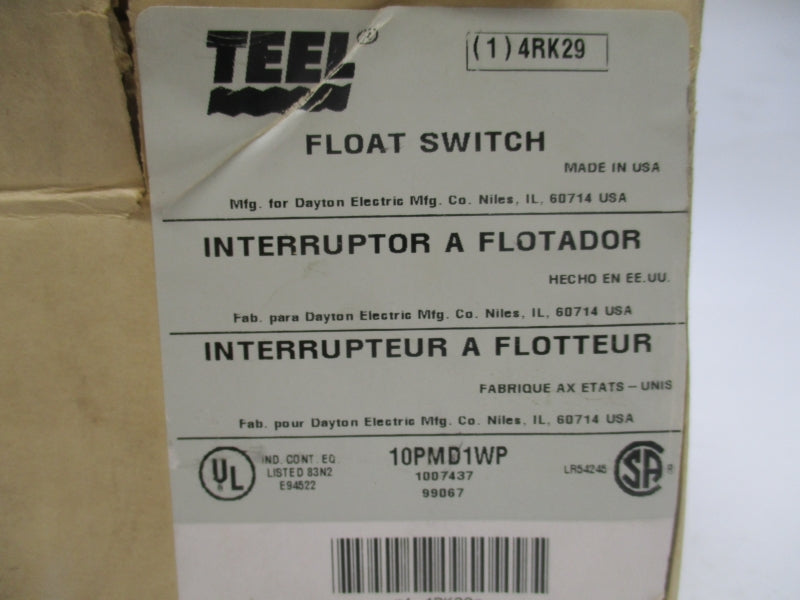 TEEL®
(1) 4RK29
FLOAT SWITCH
MADE IN USA
Mfg. for Dayton Electric Mfg. Co. Niles, IL, 60714 USA
INTERRUPTOR A FLOTADOR
HECHO EN EE.UU.
Fab. para Dayton Electric Mfg. Co. Niles, IL, 60714 USA
INTERRUPTEUR A FLOTTEUR
FABRIQUE AX ETATS – UNIS
Fab. pour Dayton Electric Mfg. Co. Niles, IL, 60714 USA
UL®
IND. CONT. EQ.
LISTED 83N2
E94522
10PMD1WP
1007437
99067
LR54245
SA®